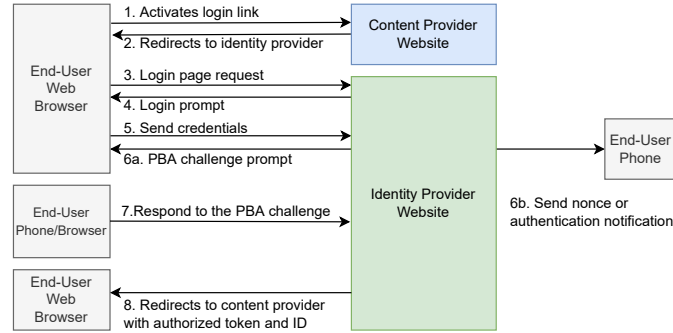 1. Activates login link
Content Provider
Website
2. Redirects to identity provider
End-User
Web
Browser
3. Login page request
4. Login prompt
5. Send credentials
6a. PBA challenge prompt
End-User
Phone
Identity Provider
Website
6b. Send nonce or
authentication notification
End-User
Phone/Browser
7.Respond to the PBA challenge
End-User
Web
Browser
8. Redirects to content provider
with authorized token and ID